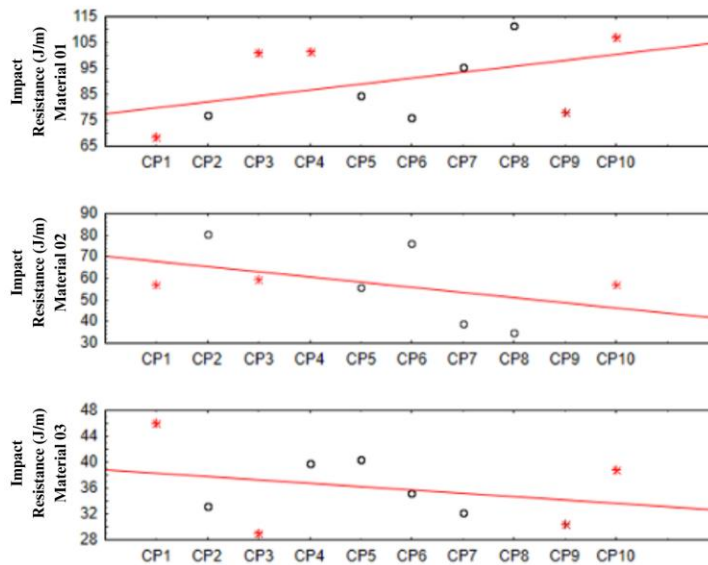 Impact
Resistance (J/m)
Material 01
115
105
95
85
75
65
CP1 CP2 CP3 CP4 CP5 CP6 CP7 CP8 CP9 CP10
Impact
Resistance (J/m)
Material 02
90
80
70
60
50
40
30
CP1 CP2 CP3 CP4 CP5 CP6 CP7 CP8 CP9 CP10
Impact
Resistance (J/m)
Material 03
48
44
40
36
32
28
CP1 CP2 CP3 CP4 CP5 CP6 CP7 CP8 CP9 CP10